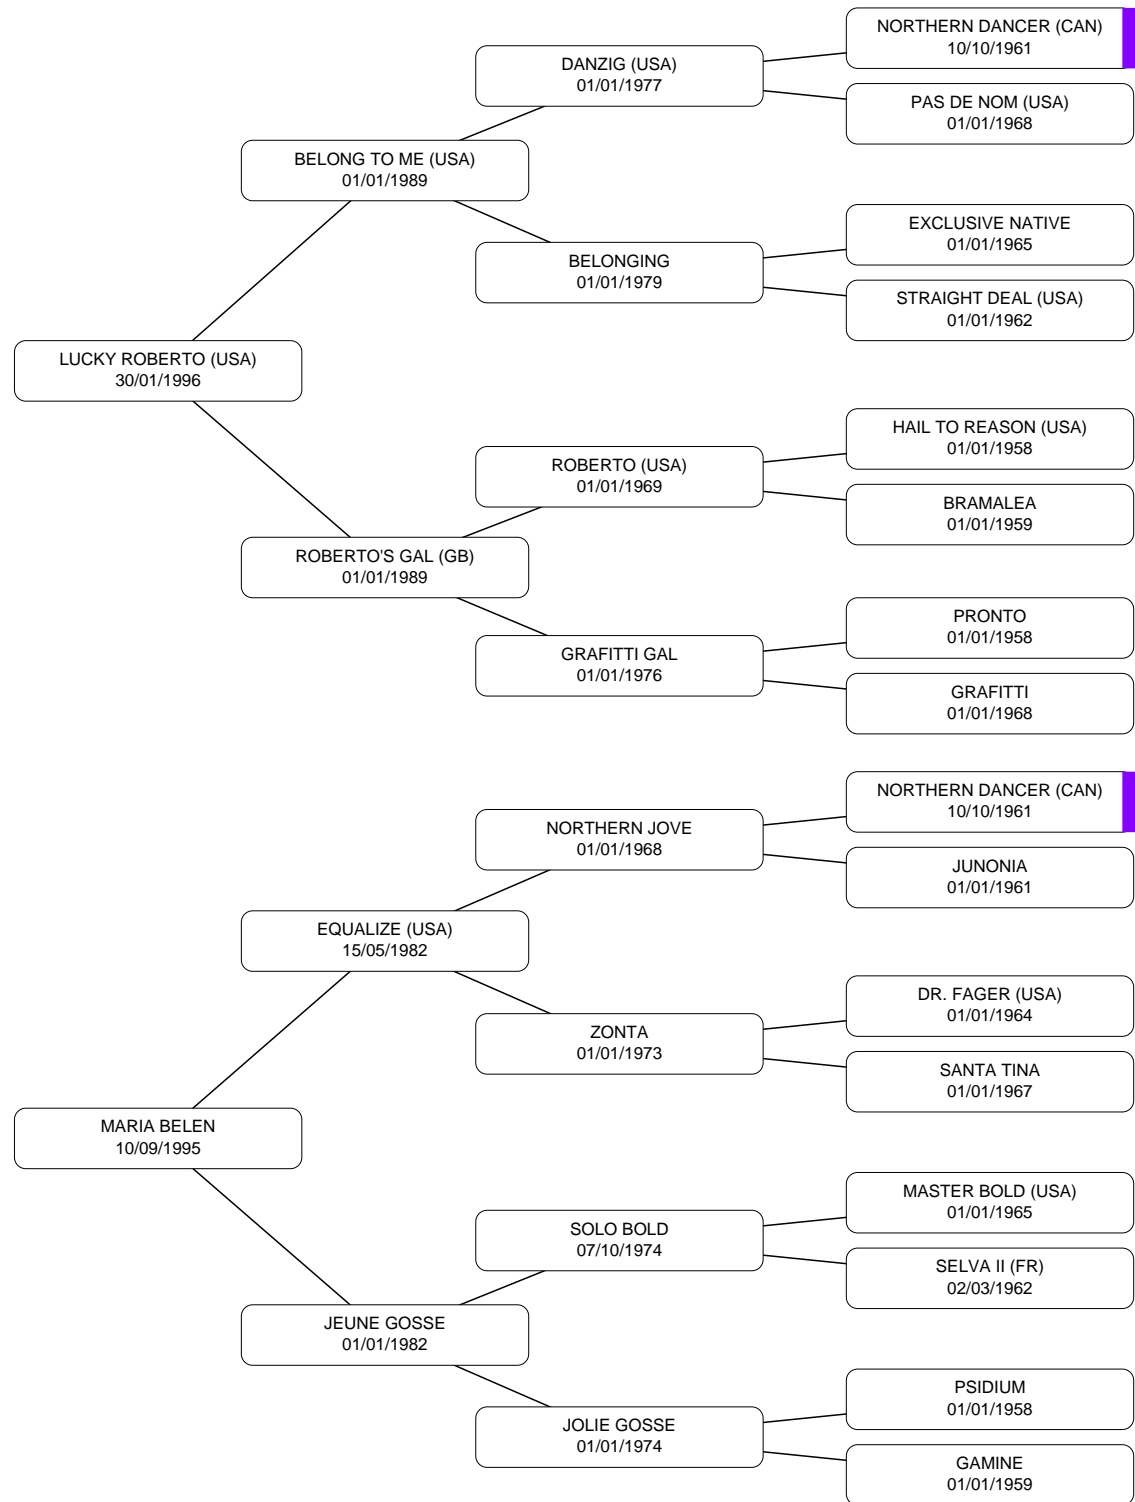 NORTHERN DANCER (CAN)
10/10/1961
DANZIG (USA)
01/01/1977
PAS DE NOM (USA)
01/01/1968
BELONG TO ME (USA)
01/01/1989
EXCLUSIVE NATIVE
01/01/1965
BELONGING
01/01/1979
STRAIGHT DEAL (USA)
01/01/1962
LUCKY ROBERTO (USA)
30/01/1996
HAIL TO REASON (USA)
01/01/1958
ROBERTO (USA)
01/01/1969
BRAMALEA
01/01/1959
ROBERTO'S GAL (GB)
01/01/1989
PRONTO
01/01/1958
GRAFITTI GAL
01/01/1976
GRAFITTI
01/01/1968
NORTHERN DANCER (CAN)
10/10/1961
NORTHERN JOVE
01/01/1968
JUNONIA
01/01/1961
EQUALIZE (USA)
15/05/1982
DR. FAGER (USA)
01/01/1964
ZONTA
01/01/1973
SANTA TINA
01/01/1967
MARIA BELEN
10/09/1995
MASTER BOLD (USA)
01/01/1965
SOLO BOLD
07/10/1974
SELVA II (FR)
02/03/1962
JEUNE GOSSE
01/01/1982
PSIDIUM
01/01/1958
JOLIE GOSSE
01/01/1974
GAMINE
01/01/1959